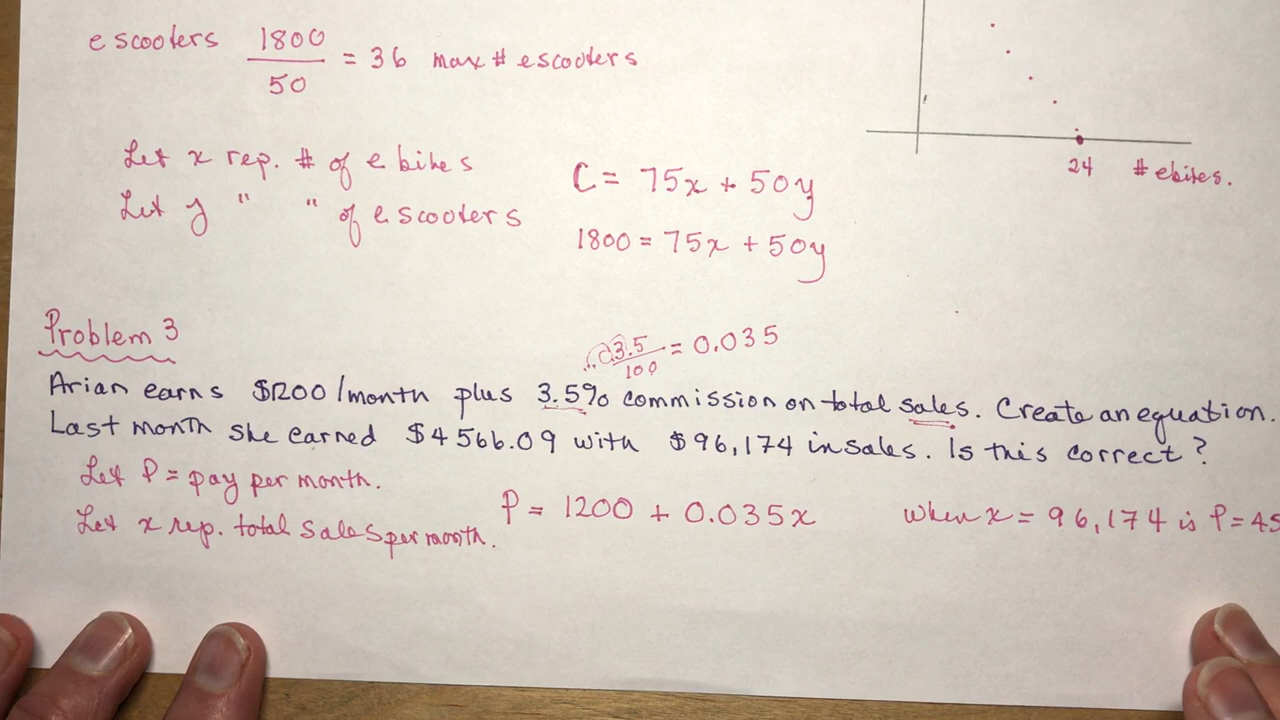 e scooters 1800/50 = 36 max # escooters
Let x rep. # of e bikes
Let y " " of e scooters
C = 75x + 50y
1800 = 75x + 50y
24 # ebikes.
Problem 3
3.5/100 = 0.035
Arian earns $1200/month plus 3.5% commission on total sales. Create an equation.
Last month she earned $4566.09 with $96,174 in sales. Is this correct?
Let P = pay per month.
Let x rep. total sales per month.
P = 1200 + 0.035x
when x = 96,174 is P = 45